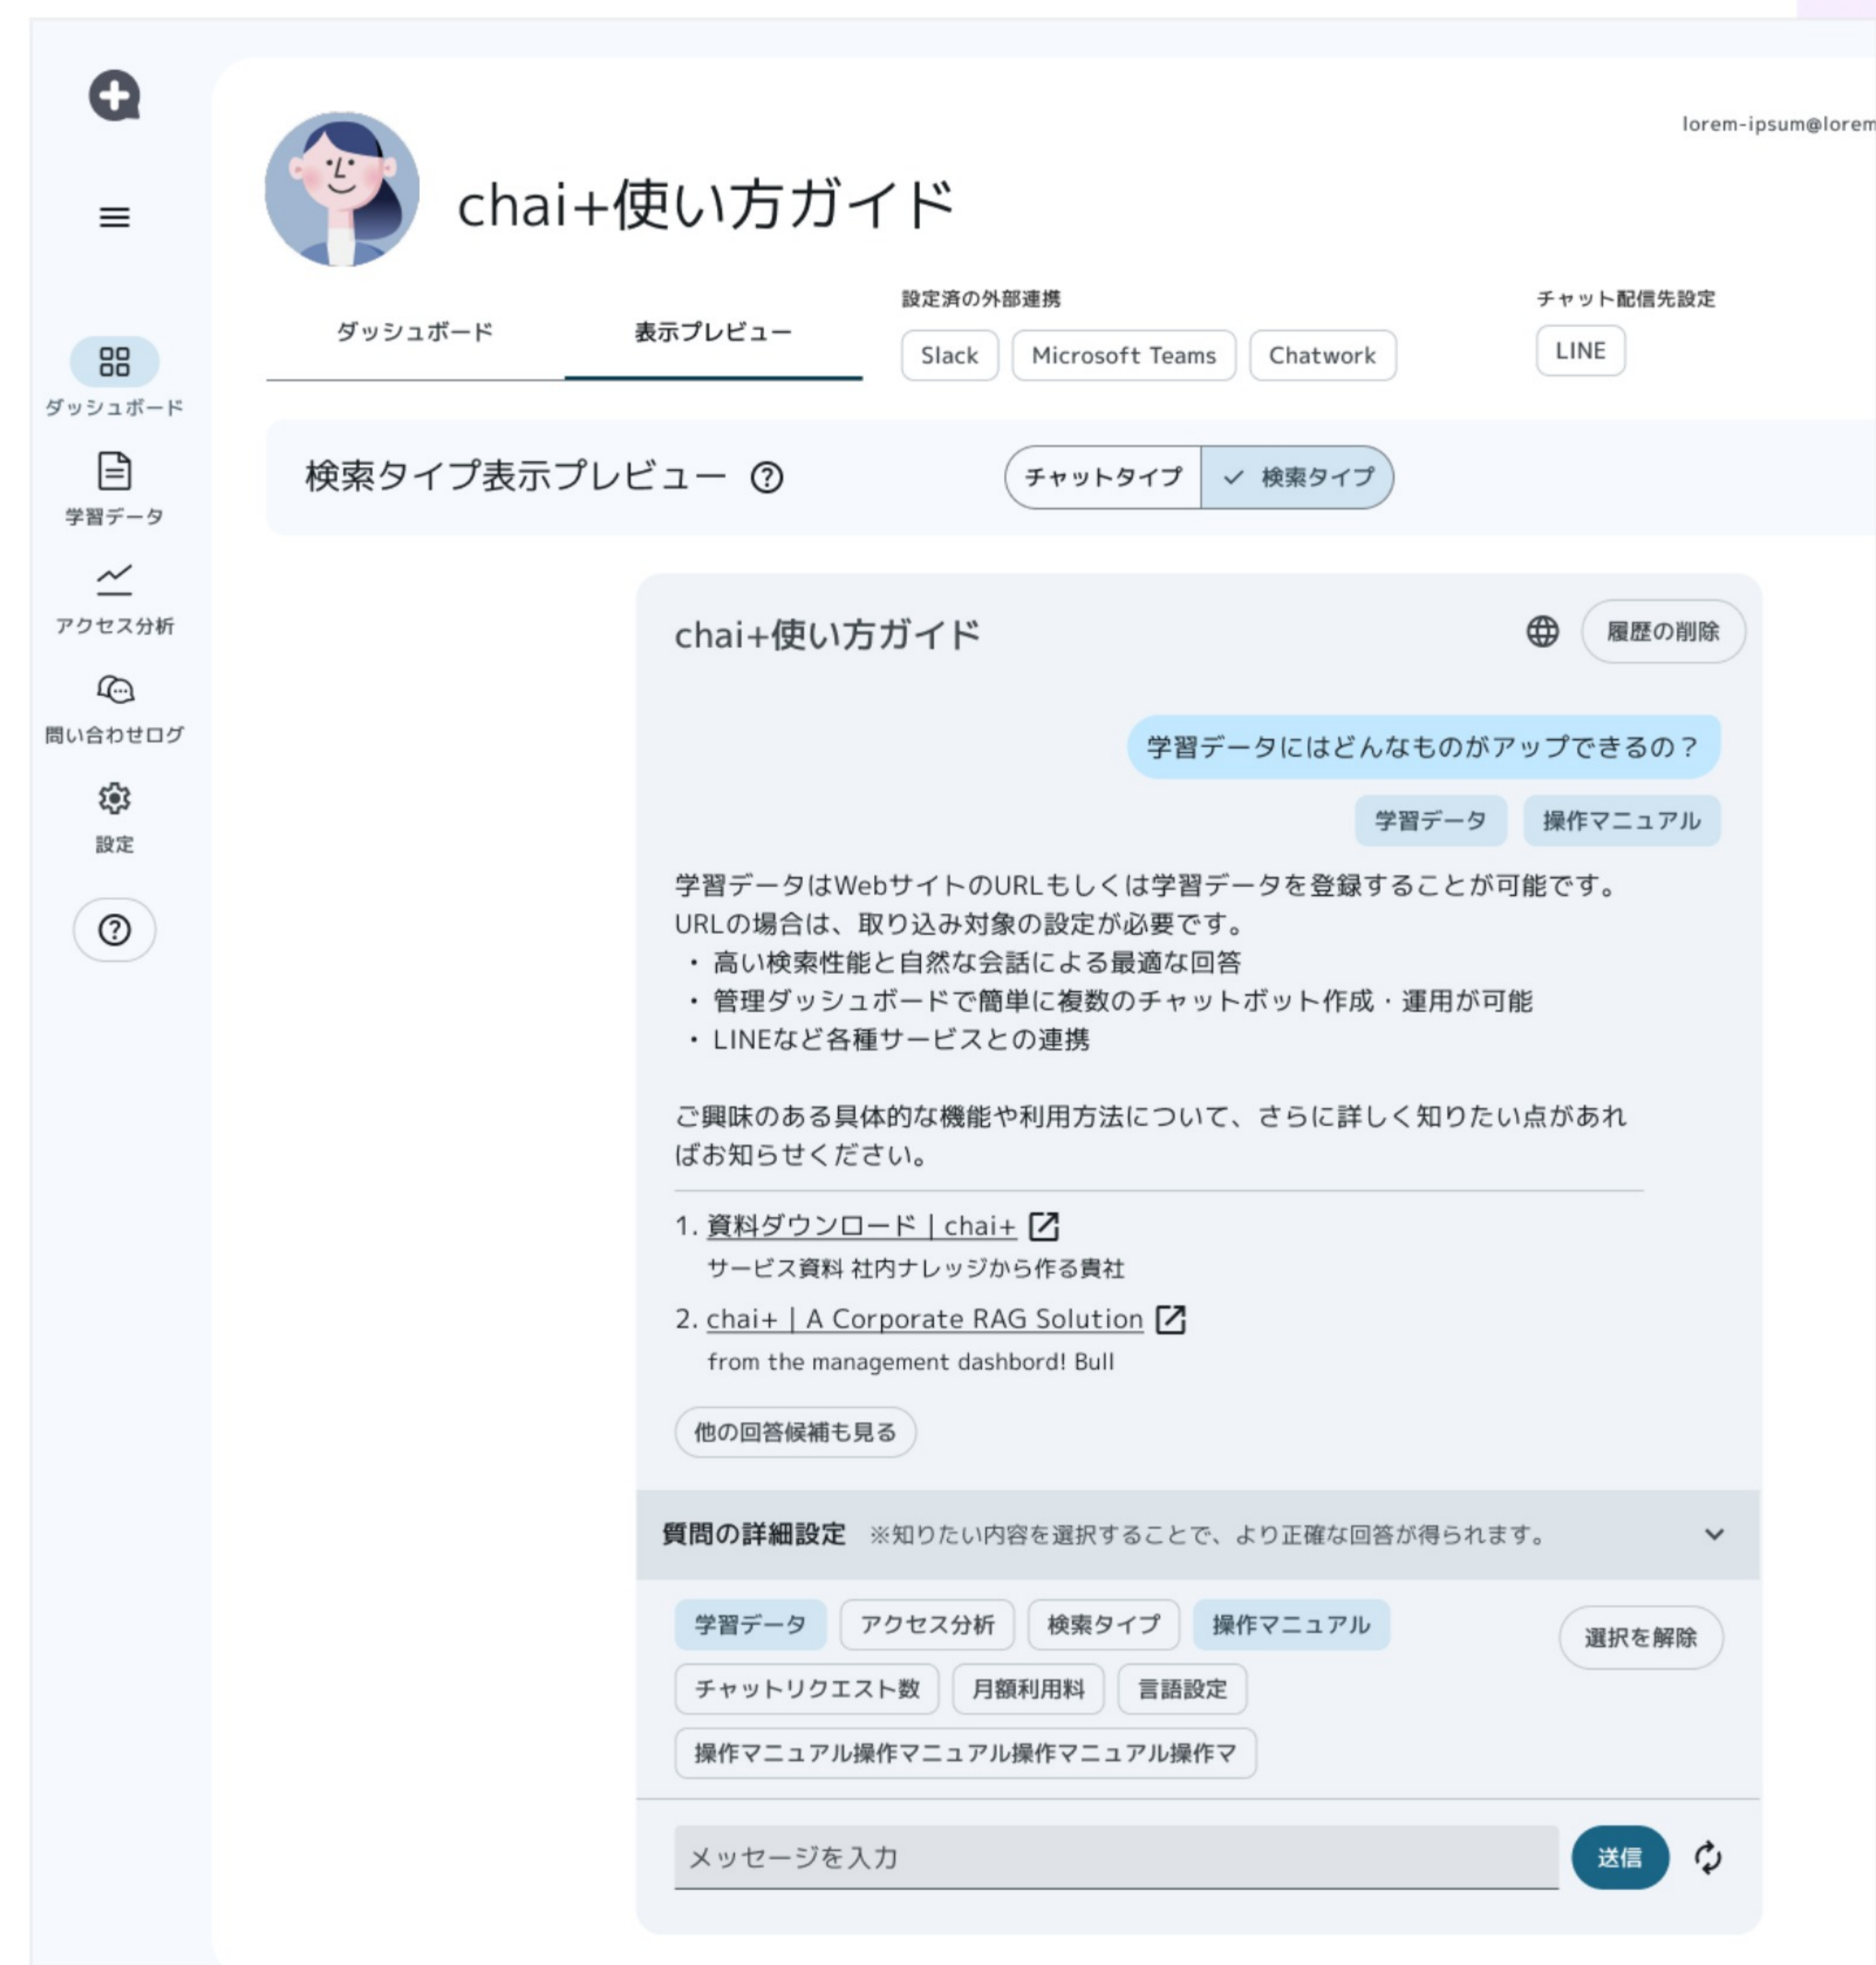 lorem-ipsum@lorem
chai+使い方ガイド
ダッシュボード
表示プレビュー
設定済の外部連携
Slack
Microsoft Teams
Chatwork
チャット配信先設定
LINE
ダッシュボード
学習データ
アクセス分析
問い合わせログ
設定
検索タイプ表示プレビュー
チャットタイプ
検索タイプ
chai+使い方ガイド
履歴の削除
学習データにはどんなものがアップできるの？
学習データ
操作マニュアル
学習データはWebサイトのURLもしくは学習データを登録することが可能です。
URLの場合は、取り込み対象の設定が必要です。
・高い検索性能と自然な会話による最適な回答
・管理ダッシュボードで簡単に複数のチャットボット作成・運用が可能
・LINEなど各種サービスとの連携
ご興味のある具体的な機能や利用方法について、さらに詳しく知りたい点があれ
ばお知らせください。
1. 資料ダウンロード | chai+
サービス資料 社内ナレッジから作る貴社
2. chai+ | A Corporate RAG Solution
from the management dashbord! Bull
他の回答候補も見る
質問の詳細設定 ※知りたい内容を選択することで、より正確な回答が得られます。
学習データ
アクセス分析
検索タイプ
操作マニュアル
選択を解除
チャットリクエスト数
月額利用料
言語設定
操作マニュアル操作マニュアル操作マニュアル操作マ
メッセージを入力
送信